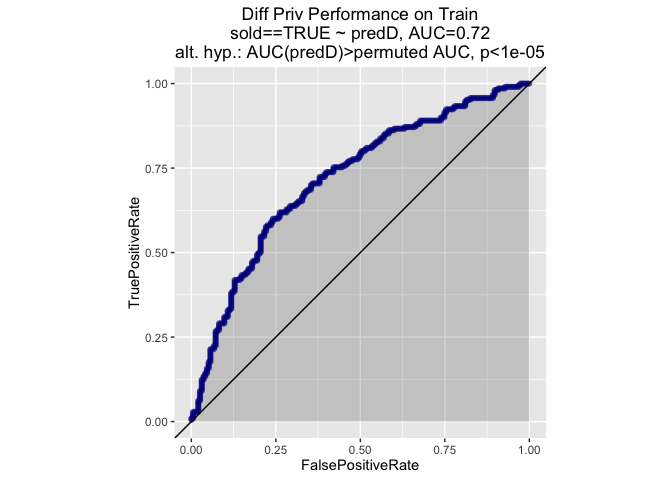 Diff Priv Performance on Train
sold==TRUE ~ predD, AUC=0.72
alt. hyp.: AUC(predD)>permuted AUC, p<1e-05
1.00
0.75
0.50
0.25
0.00
TruePositiveRate
0.00 0.25 0.50 0.75 1.00
FalsePositiveRate